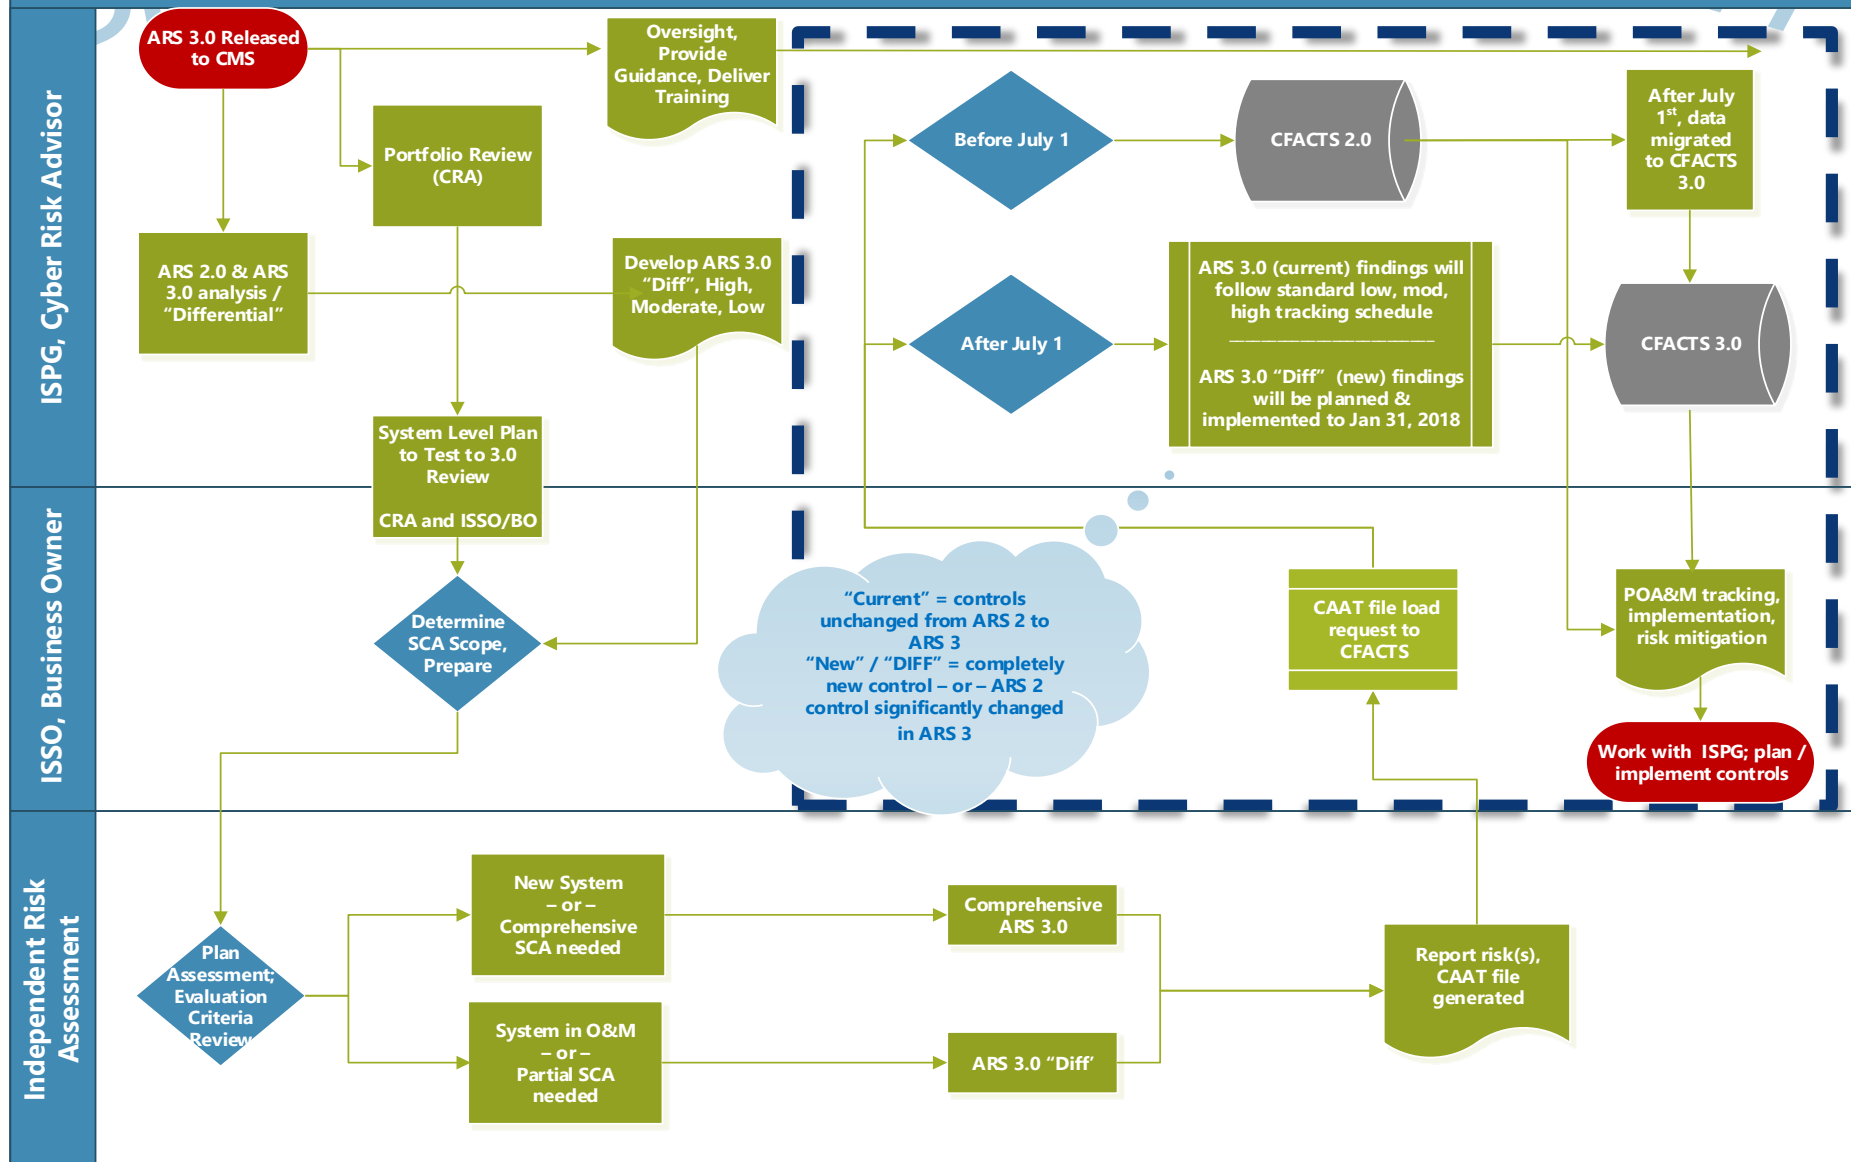 ISPG, Cyber Risk Advisor
ARS 3.0 Released
to CMS
Oversight,
Provide
Guidance, Deliver
Training
Portfolio Review
(CRA)
ARS 2.0 & ARS
3.0 analysis /
“Differential”
Develop ARS 3.0
“Diff”, High,
Moderate, Low
System Level Plan
to Test to 3.0
Review
CRA and ISSO/BO
Before July 1
CFACTS 2.0
After July
1st, data
migrated
to CFACTS
3.0
After July 1
ARS 3.0 (current) findings will
follow standard low, mod,
high tracking schedule
ARS 3.0 “Diff” (new) findings
will be planned &
implemented to Jan 31, 2018
CFACTS 3.0
ISSO, Business Owner
Determine
SCA Scope,
Prepare
“Current” = controls
unchanged from ARS 2 to
ARS 3
“New” / “DIFF” = completely
new control – or – ARS 2
control significantly changed
in ARS 3
CAAT file load
request to
CFACTS
POA&M tracking,
implementation,
risk mitigation
Work with ISPG; plan /
implement controls
Independent Risk
Assessment
Plan
Assessment;
Evaluation
Criteria
Review
New System
– or –
Comprehensive
SCA needed
Comprehensive
ARS 3.0
System in O&M
– or –
Partial SCA
needed
ARS 3.0 “Diff’
Report risk(s),
CAAT file
generated